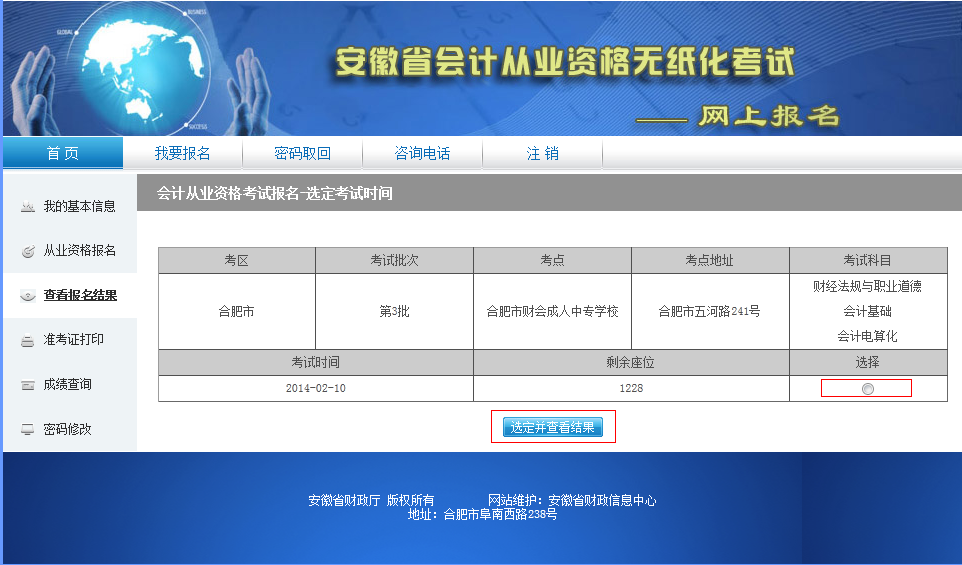 GLOBAL
BUSINESS
SUCCESS
安徽省会计从业资格无纸化考试
—— 网上报名
首 页 我要报名 密码取回 咨询电话 注 销
我的基本信息
从业资格报名
查看报名结果
准考证打印
成绩查询
密码修改
会计从业资格考试报名-选定考试时间
考区 考试批次 考点 考点地址 考试科目
合肥市 第3批 合肥市财会成人中专学校 合肥市五河路241号 财经法规与职业道德
会计基础
会计电算化
考试时间 剩余座位 选择
2014-02-10 1228
选定并查看结果
安徽省财政厅 版权所有 网站维护：安徽省财政信息中心
地址：合肥市阜南西路238号